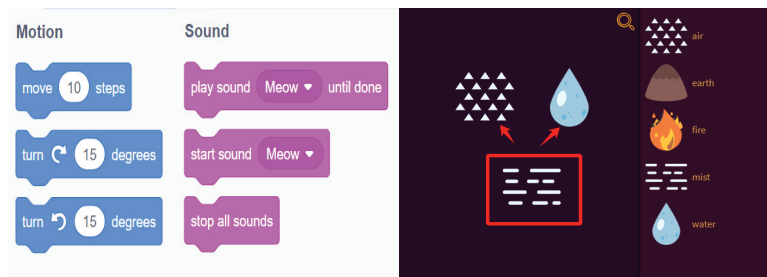 Motion
move 10 steps
turn 15 degrees
turn 15 degrees
Sound
play sound Meow until done
start sound Meow
stop all sounds
air
earth
fire
mist
water